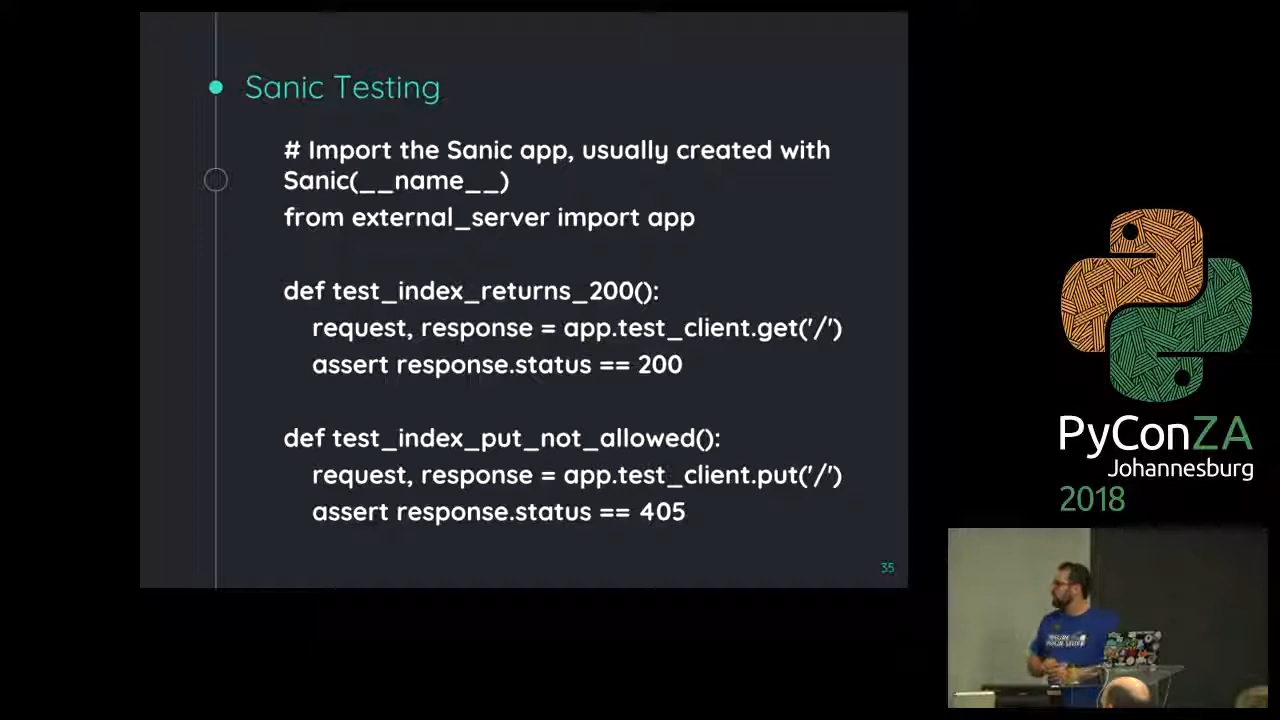 Sanic Testing
# Import the Sanic app, usually created with
Sanic(__name__)
from external_server import app
def test_index_returns_200():
request, response = app.test_client.get('/')
assert response.status == 200
def test_index_put_not_allowed():
request, response = app.test_client.put('/')
assert response.status == 405
35
PyConZA
Johannesburg
2018